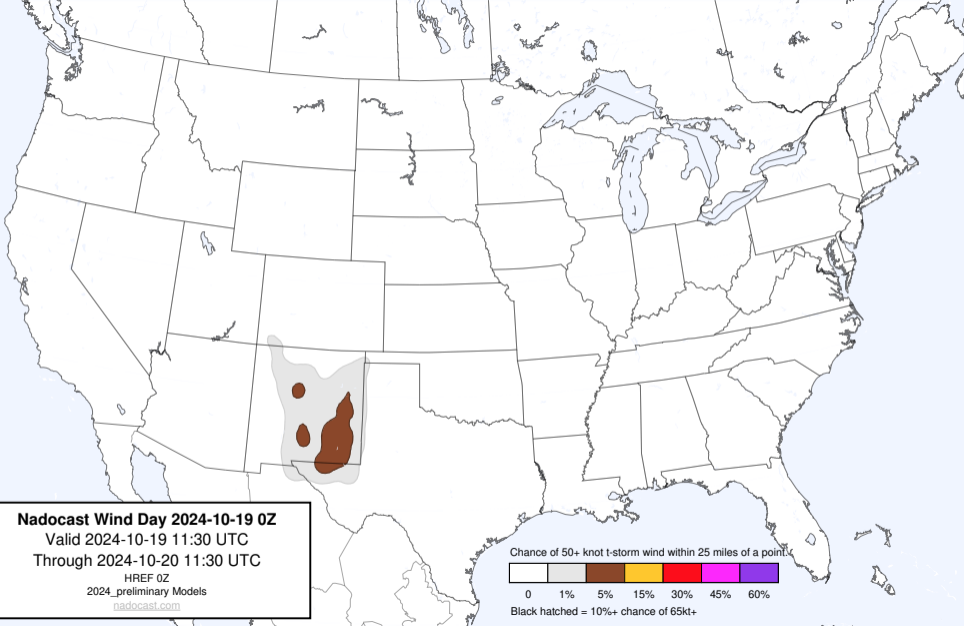 Nadocast Wind Day 2024-10-19 0Z
Valid 2024-10-19 11:30 UTC
Through 2024-10-20 11:30 UTC
HREF 0Z
2024_preliminary Models
nadocast.com
Chance of 50+ knot t-storm wind within 25 miles of a point.
0 1% 5% 15% 30% 45% 60%
Black hatched = 10%+ chance of 65kt+